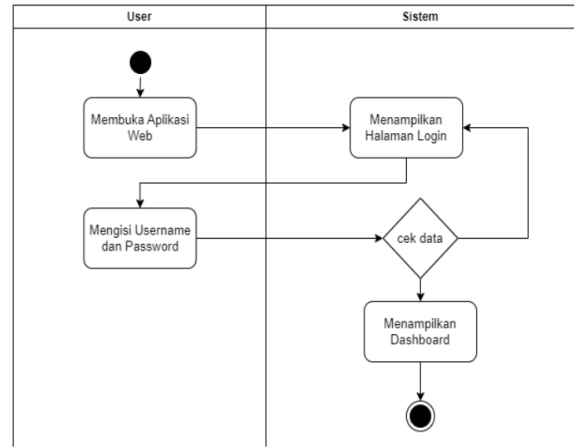 User
Sistem
Membuka Aplikasi
Web
Menampilkan
Halaman Login
Mengisi Username
dan Password
cek data
Menampilkan
Dashboard